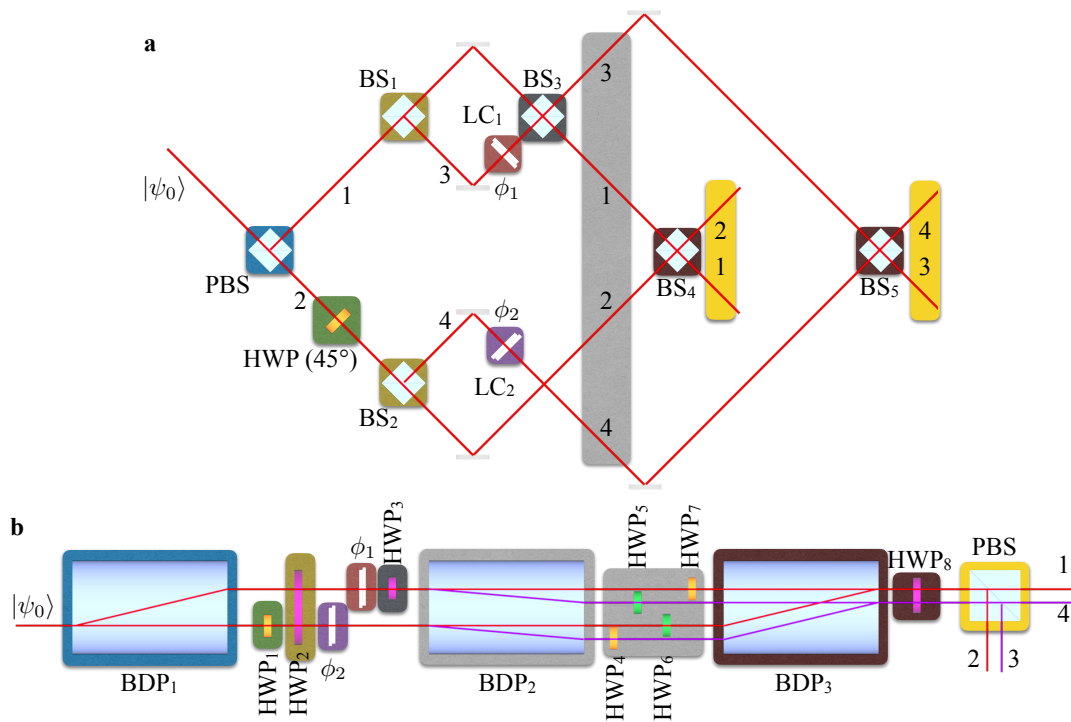 a
BS₁
BS₃
3
LC₁
|ψ₀⟩
1
3
ϕ₁
1
2
4
PBS
2
1
3
BS₄
BS₅
2
4
ϕ₂
2
HWP (45°)
LC₂
BS₂
4
b
HWP₃
HWP₅
HWP₇
ϕ₁
PBS
HWP₈
1
|ψ₀⟩
4
HWP₁
HWP₂
ϕ₂
HWP₄
HWP₆
2
3
BDP₁
BDP₂
BDP₃